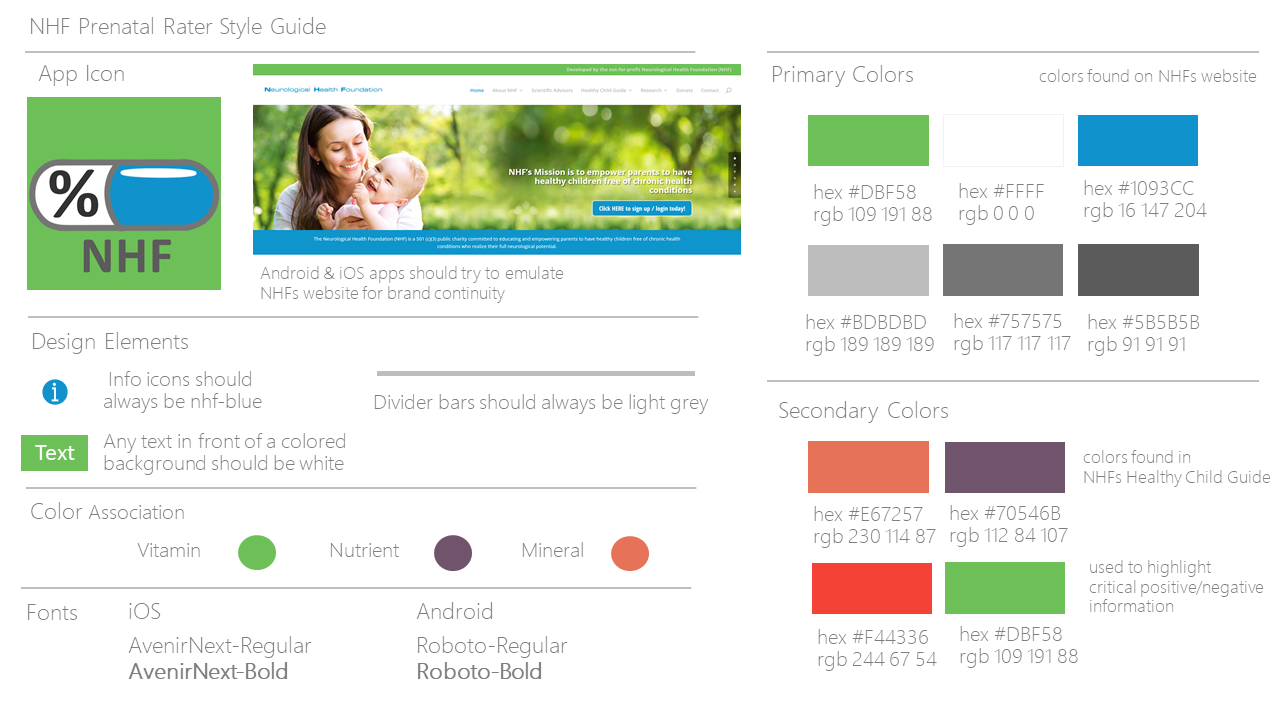 NHF Prenatal Rater Style Guide
App Icon
%
NHF
Developed by the not-for-profit Neurological Health Foundation (NHF)
Neurological Health Foundation
Home About NHF Scientific Advisors Healthy Child Guide Research Donate Contact
NHF's Mission is to empower parents to have
healthy children free of chronic health
conditions
Click HERE to sign up / login today!
The Neurological Health Foundation (NHF) is a 501 (c)(3) public charity committed to educating and empowering parents to have healthy children free of chronic health
conditions who realize their full neurological potential.
Android & iOS apps should try to emulate
NHFs website for brand continuity
Design Elements
i
Info icons should
always be nhf-blue
Divider bars should always be light grey
Text
Any text in front of a colored
background should be white
Color Association
Vitamin
Nutrient
Mineral
Fonts
iOS
AvenirNext-Regular
AvenirNext-Bold
Android
Roboto-Regular
Roboto-Bold
Primary Colors
colors found on NHFs website
hex #DBF58
rgb 109 191 88
hex #FFFF
rgb 0 0 0
hex #1093CC
rgb 16 147 204
hex #BDBDBD
rgb 189 189 189
hex #757575
rgb 117 117 117
hex #5B5B5B
rgb 91 91 91
Secondary Colors
colors found in
NHFs Healthy Child Guide
hex #E67257
rgb 230 114 87
hex #70546B
rgb 112 84 107
used to highlight
critical positive/negative
information
hex #F44336
rgb 244 67 54
hex #DBF58
rgb 109 191 88